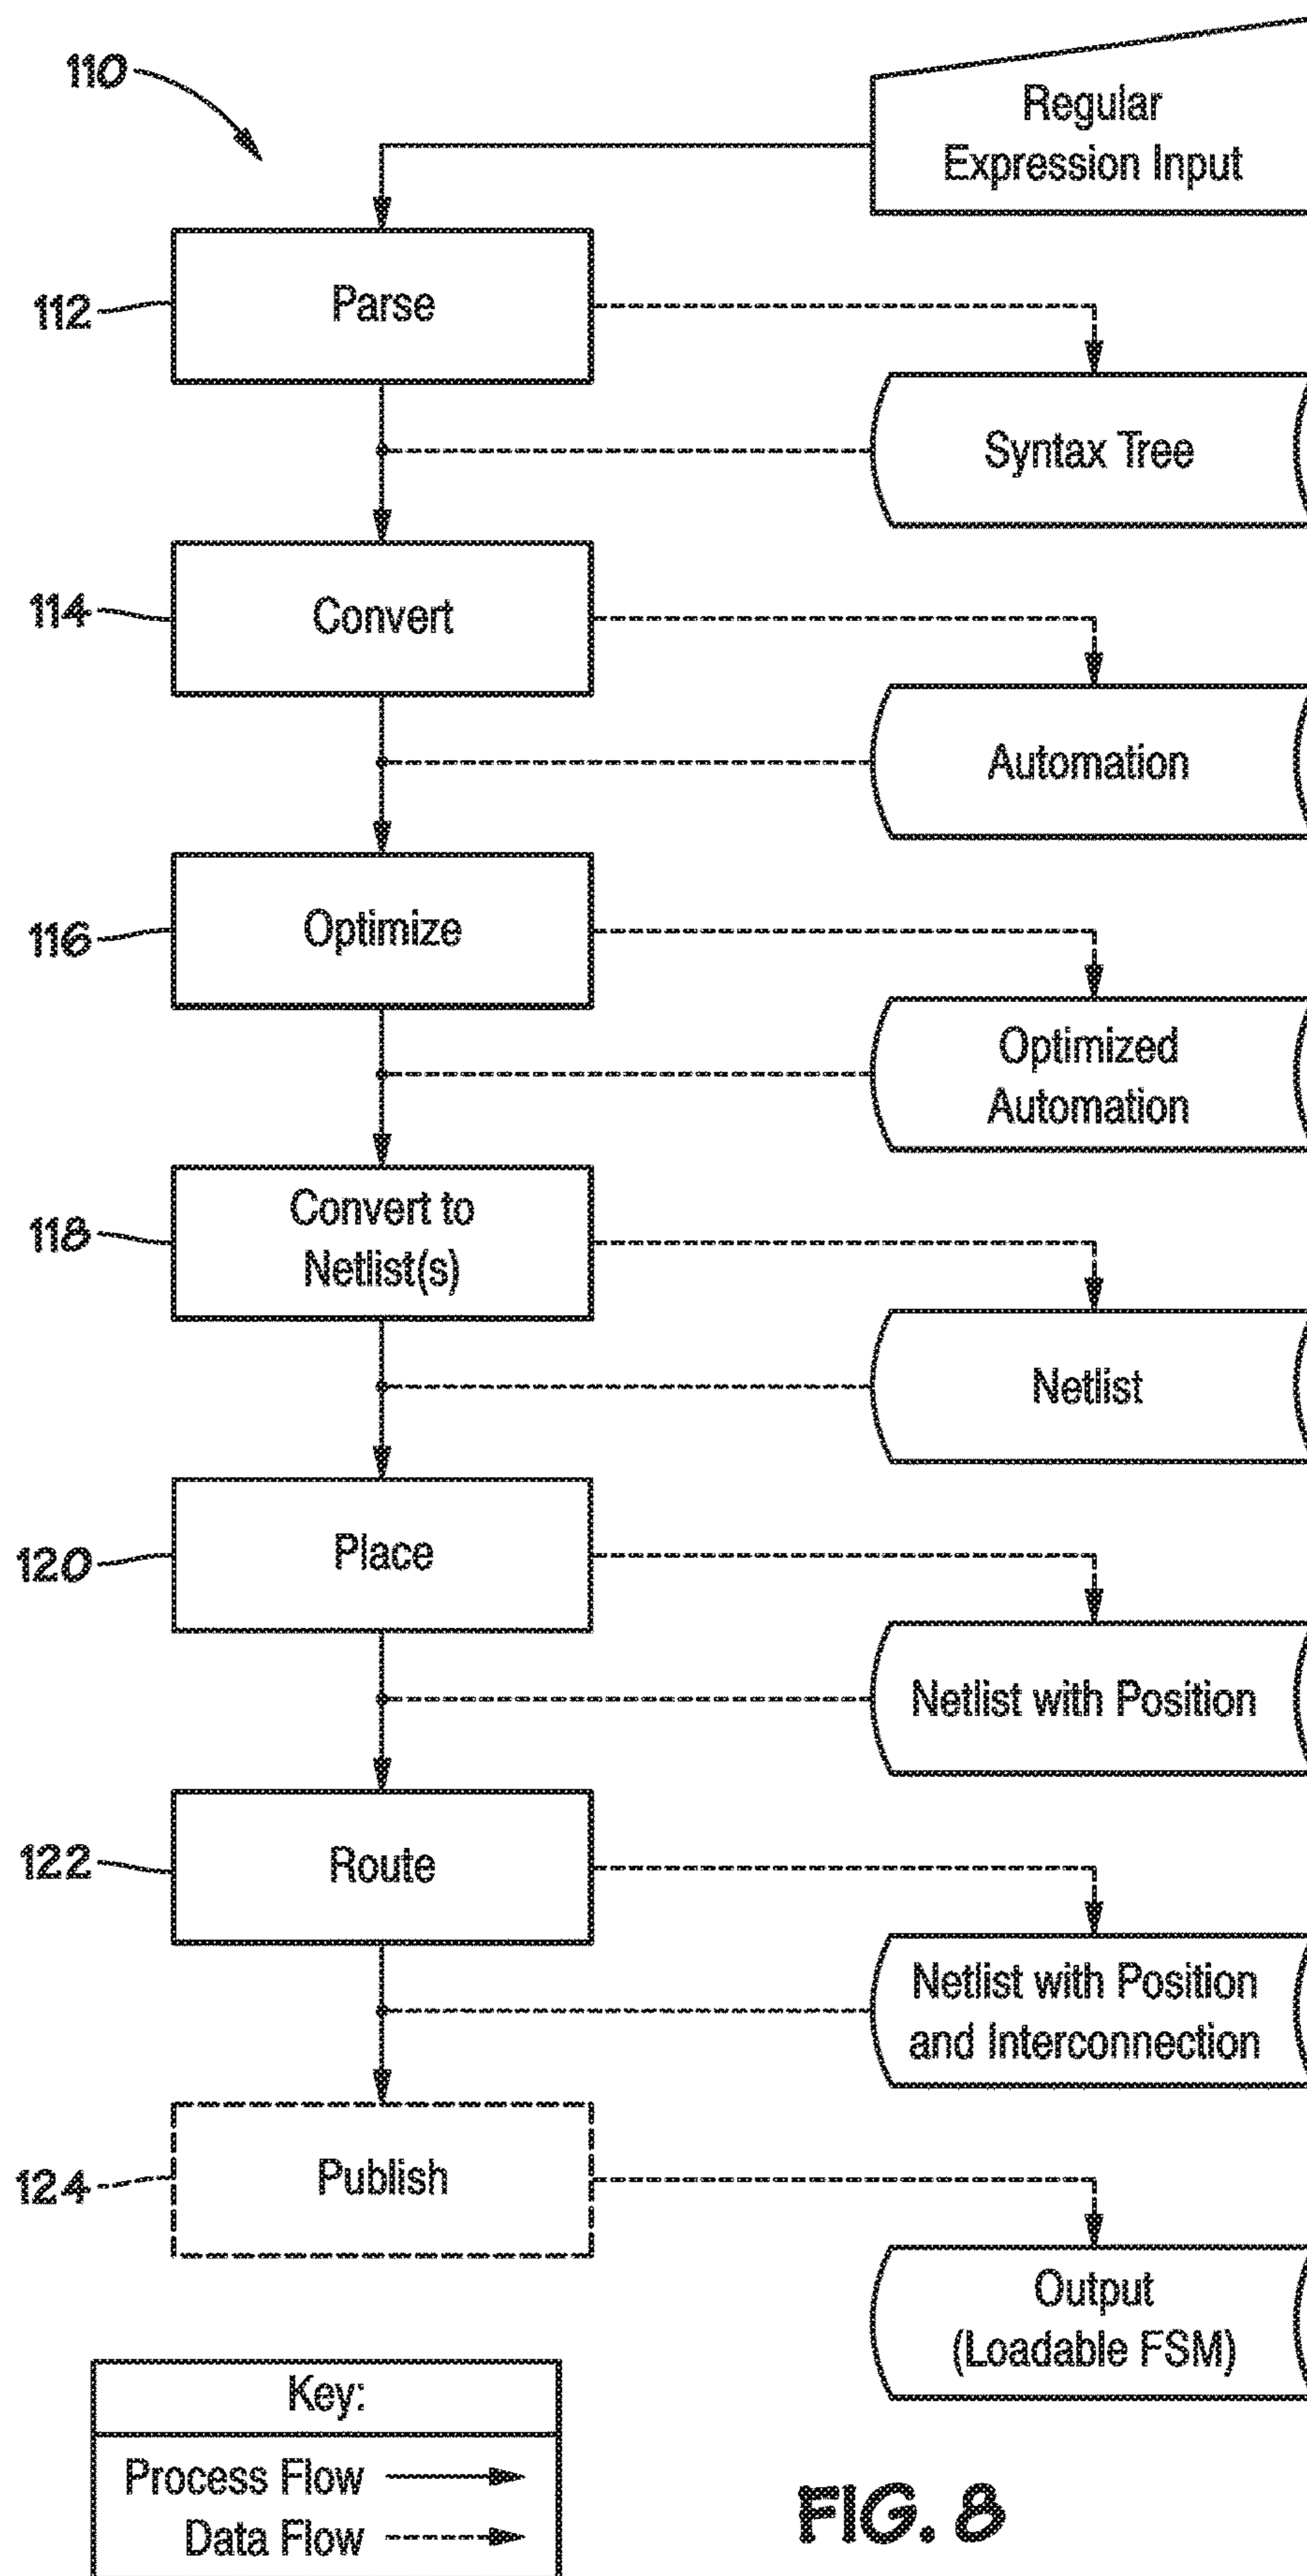 110
Regular
Expression Input
112
Parse
Syntax Tree
114
Convert
Automation
116
Optimize
Optimized
Automation
118
Convert to
Netlist(s)
Netlist
120
Place
Netlist with Position
122
Route
Netlist with Position
and Interconnection
124
Publish
Output
(Loadable FSM)
Key:
Process Flow
Data Flow
FIG. 8